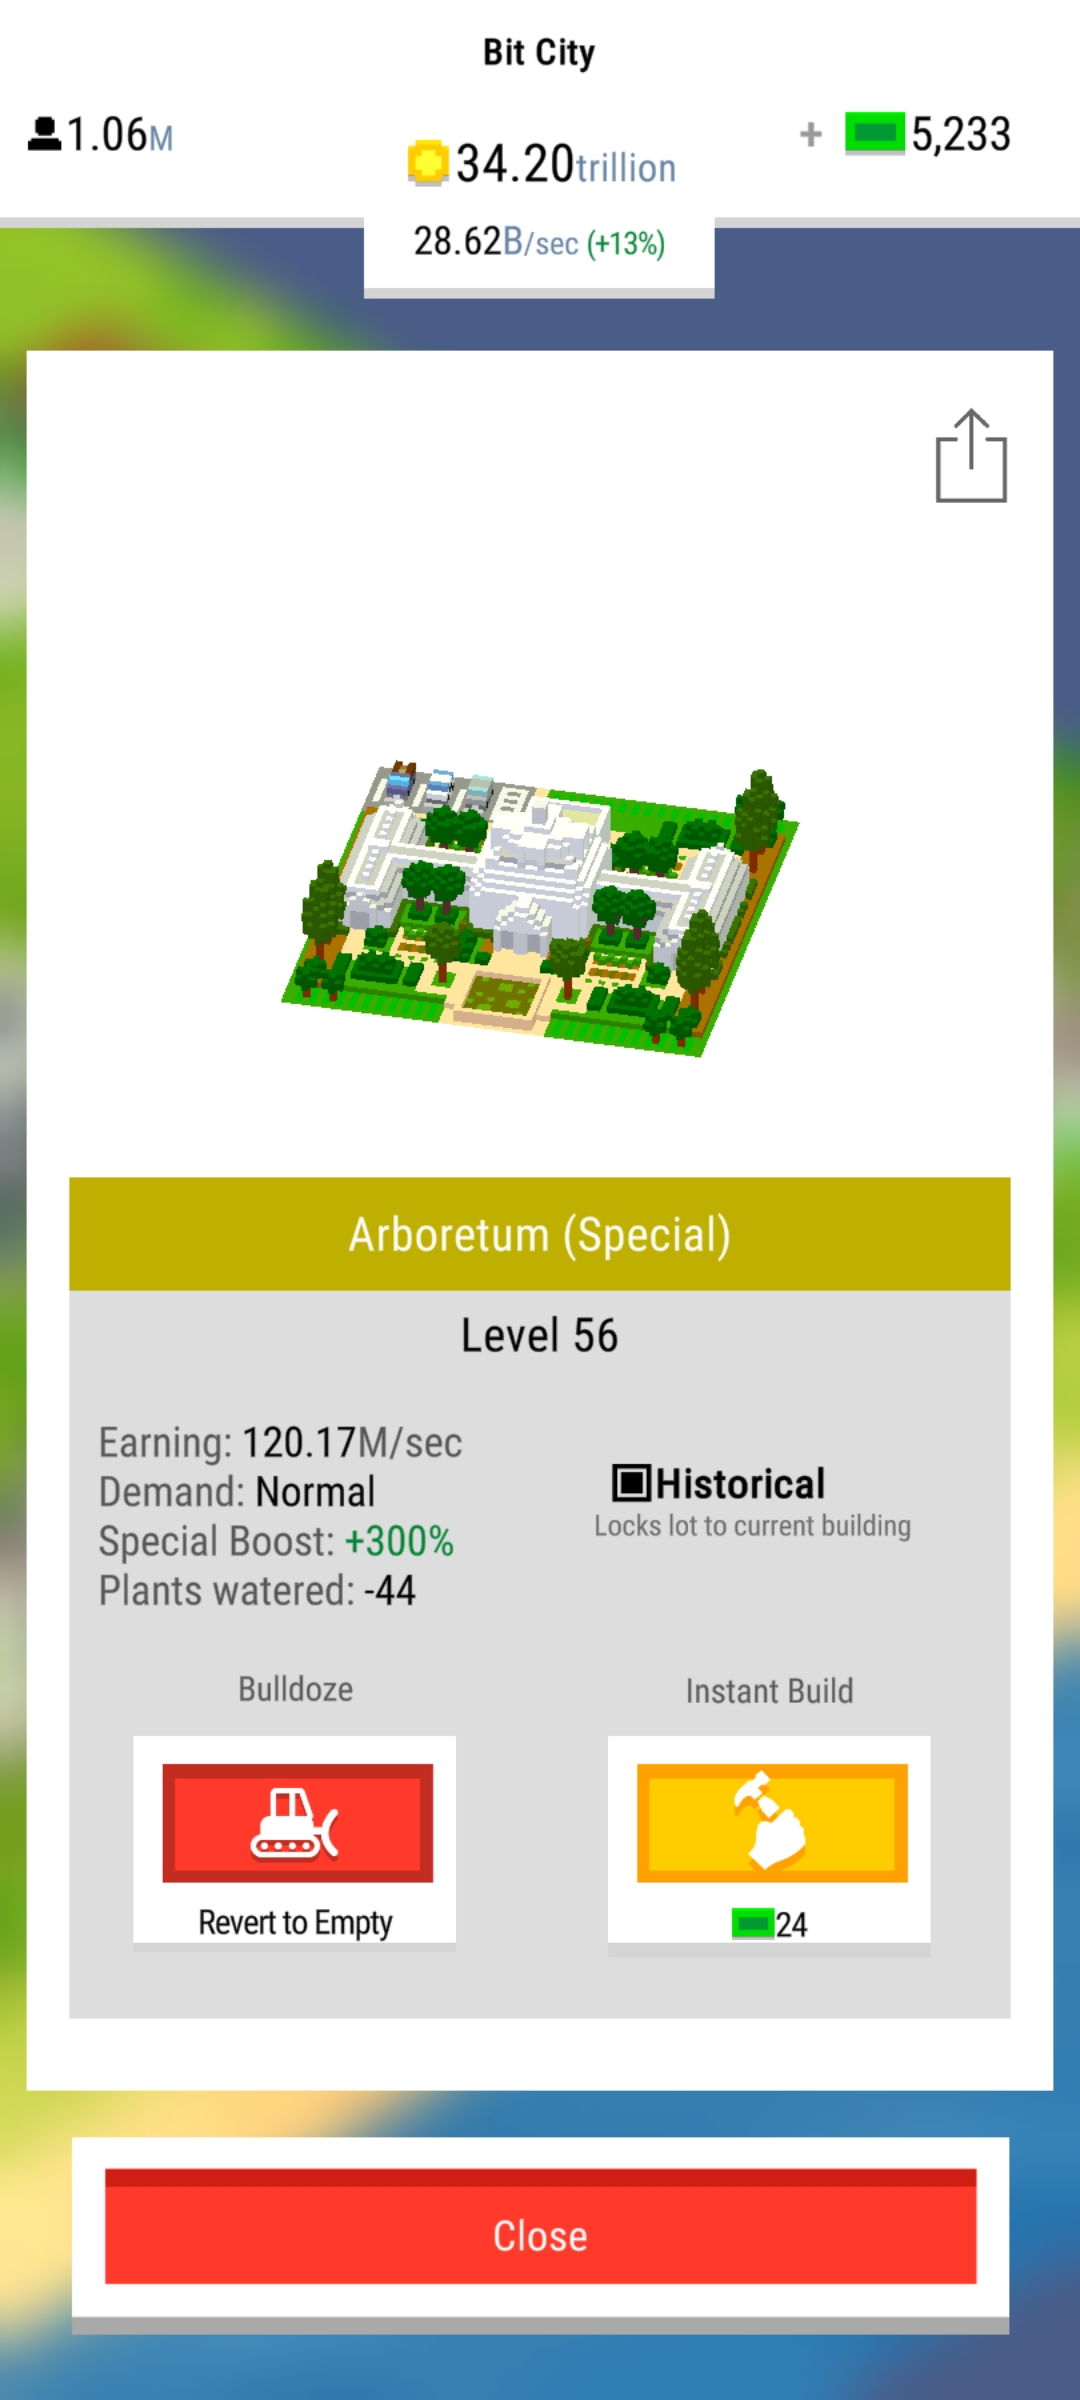 Bit City
1.06M
34.20trillion
+ 5,233
28.62B/sec (+13%)
Arboretum (Special)
Level 56
Earning: 120.17M/sec
Demand: Normal
Special Boost: +300%
Plants watered: -44
Historical
Locks lot to current building
Bulldoze
Instant Build
Revert to Empty
24
Close